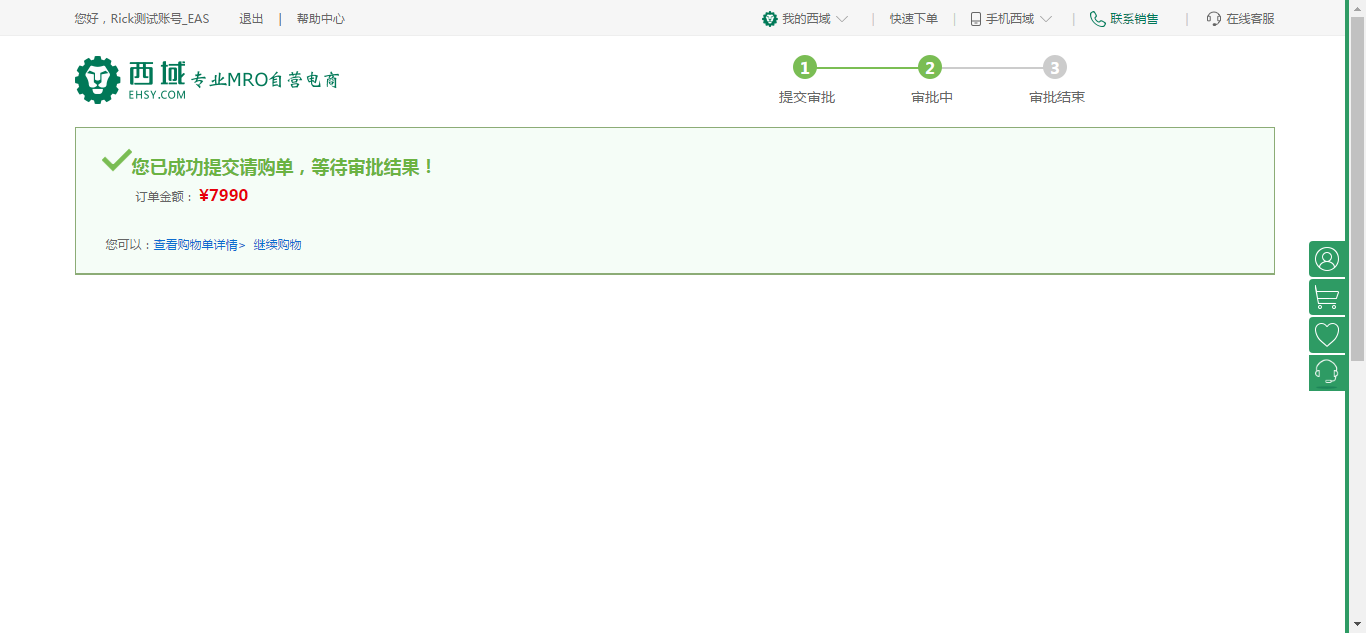 您好，Rick测试账号_EAS 退出 | 帮助中心 我的西域 | 快速下单 | 手机西域 | 联系销售 | 在线客服
西域 EHSY.COM 专业MRO自营电商
1 2 3
提交审批 审批中 审批结束
您已成功提交请购单，等待审批结果！
订单金额： ¥7990
您可以：查看购物单详情> 继续购物